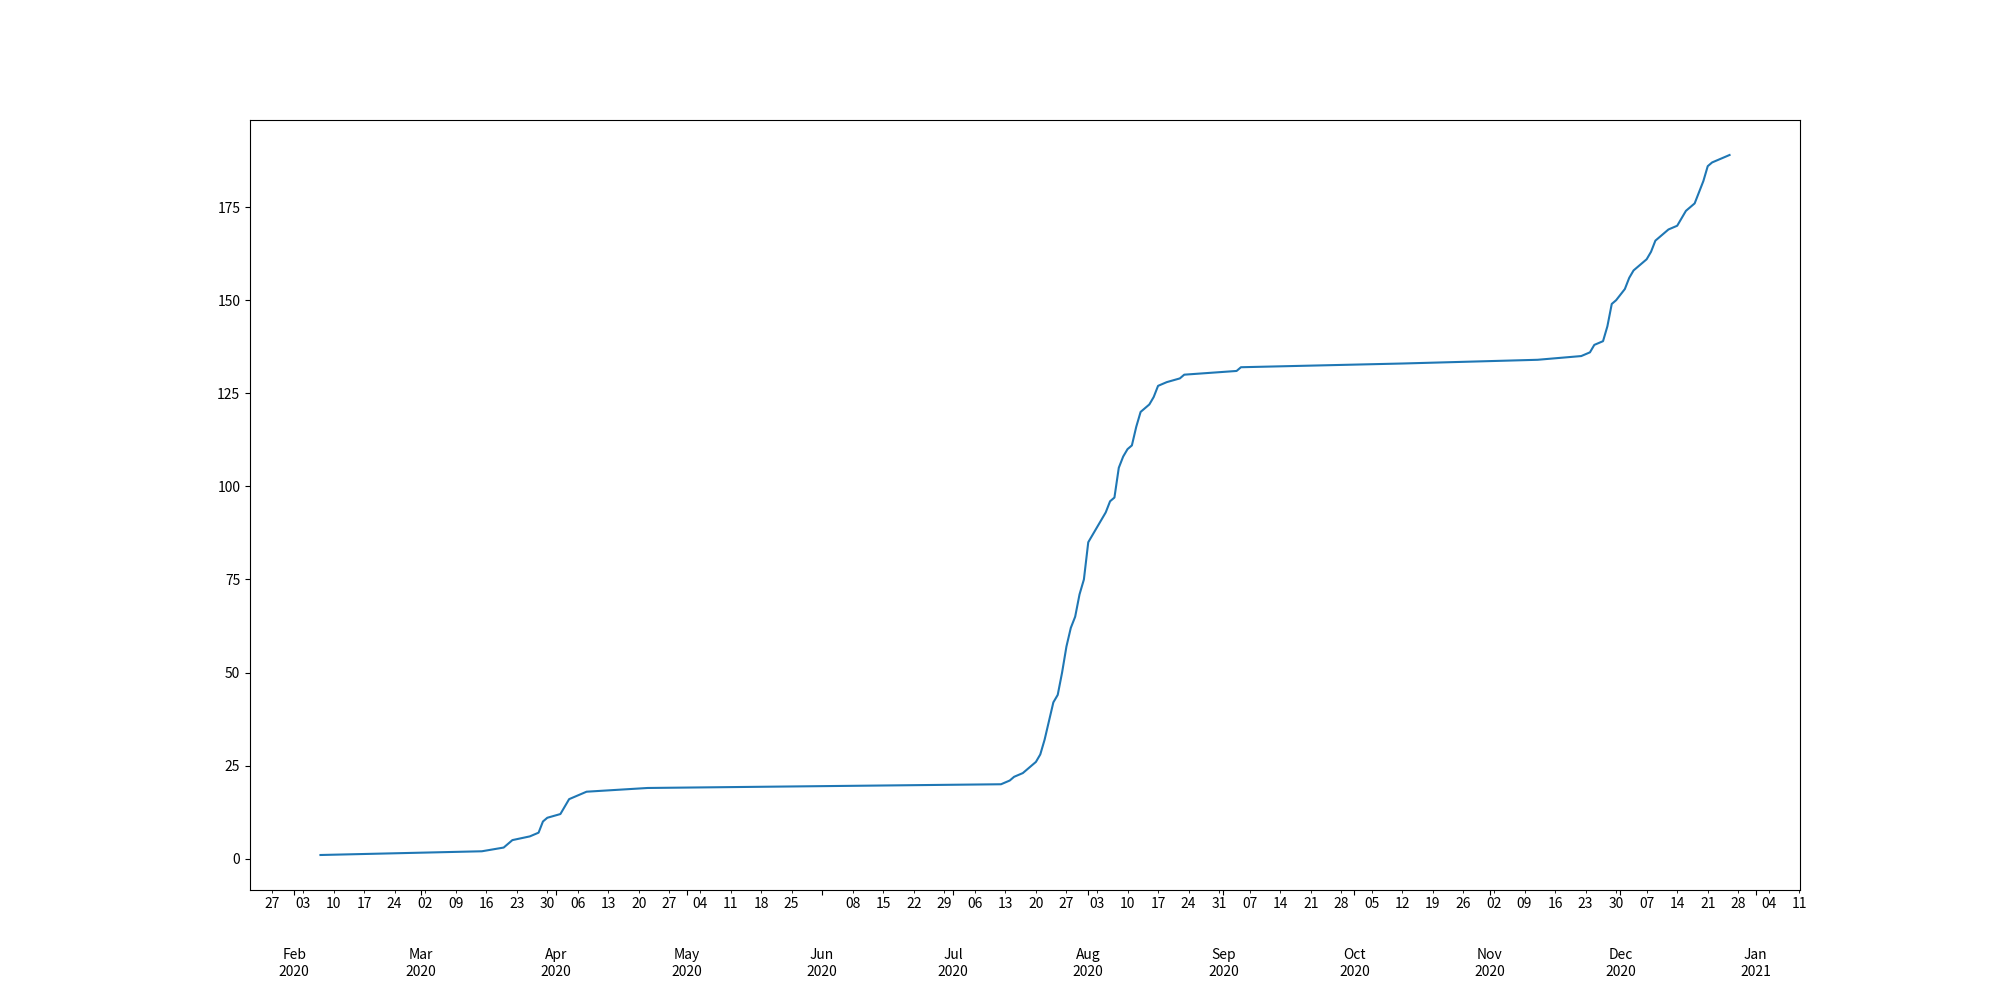 175
150
125
100
75
50
25
0
27 03 10 17 24 02 09 16 23 30 06 13 20 27 04 11 18 25 08 15 22 29 06 13 20 27 03 10 17 24 31 07 14 21 28 05 12 19 26 02 09 16 23 30 07 14 21 28 04 11
Feb Mar Apr May Jun Jul Aug Sep Oct Nov Dec Jan
2020 2020 2020 2020 2020 2020 2020 2020 2020 2020 2020 2021